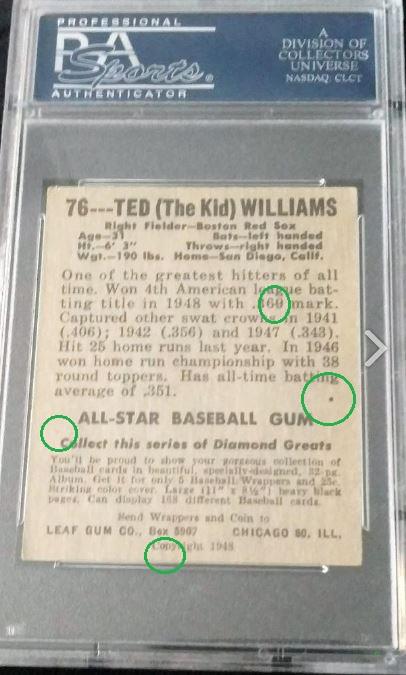 PROFESSIONAL
PSA
Sports®
AUTHENTICATOR
A
DIVISION OF
COLLECTORS
UNIVERSE
NASDAQ: CLCT
76---TED (The Kid) WILLIAMS
Right Fielder—Boston Red Sox
Age—31 Bats—left handed
Ht.—6' 3" Throws—right handed
Wgt.—190 lbs. Home—San Diego, Calif.
One of the greatest hitters of all
time. Won 4th American league bat-
ting title in 1948 with .369 mark.
Captured other swat crowns in 1941
(.406); 1942 (.356) and 1947 (.343).
Hit 25 home runs last year. In 1946
won home run championship with 38
round toppers. Has all-time batting
average of .351.
ALL-STAR BASEBALL GUM
Collect this series of Diamond Greats
You'll be proud to show your gorgeous collection of
Baseball cards in beautiful, specially-designed, 32-pg.
Album. Get it for only 5 Baseball Wrappers and 25c.
Striking color cover. Large (11" x 8½") heavy black
pages. Can display 168 different Baseball cards.
Send Wrappers and Coin to
LEAF GUM CO., Box 5907 CHICAGO 80, ILL.
Copyright 1948